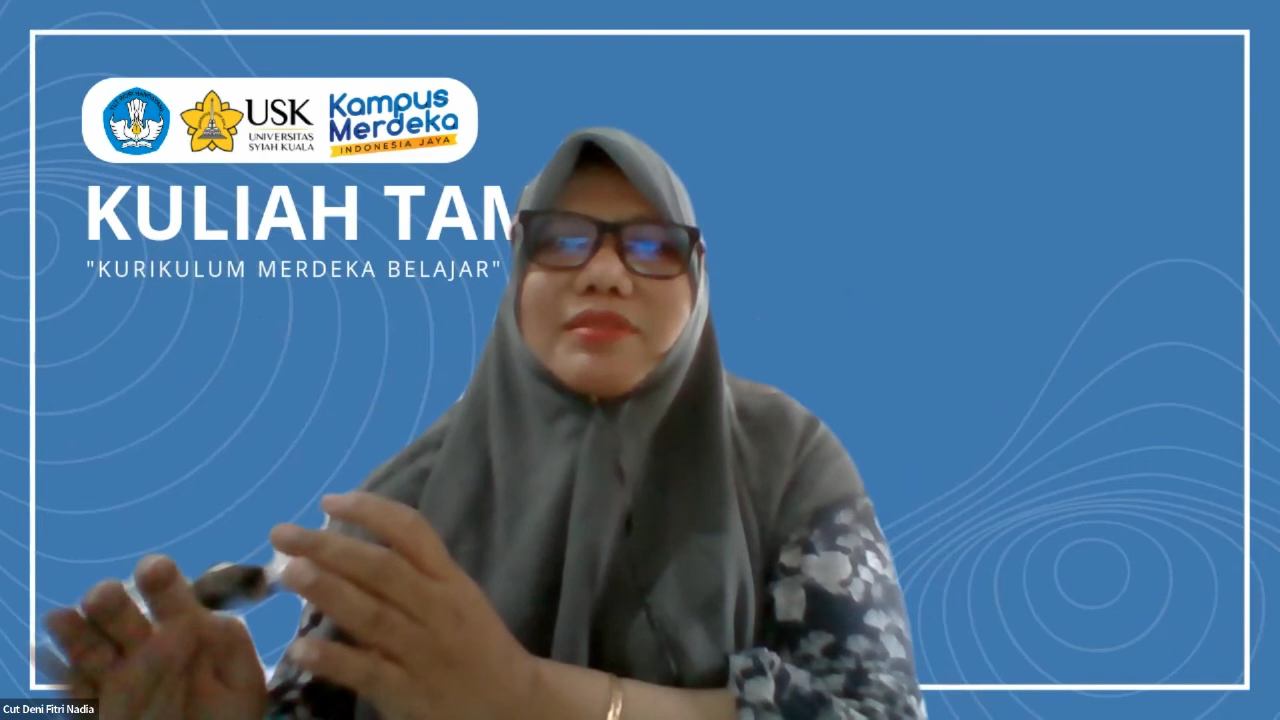 USK
UNIVERSITAS
SYIAH KUALA
Kampus
Merdeka
INDONESIA JAYA
KULIAH TAM
"KURIKULUM MERDEKA BELAJAR"
Cut Deni Fitri Nadia